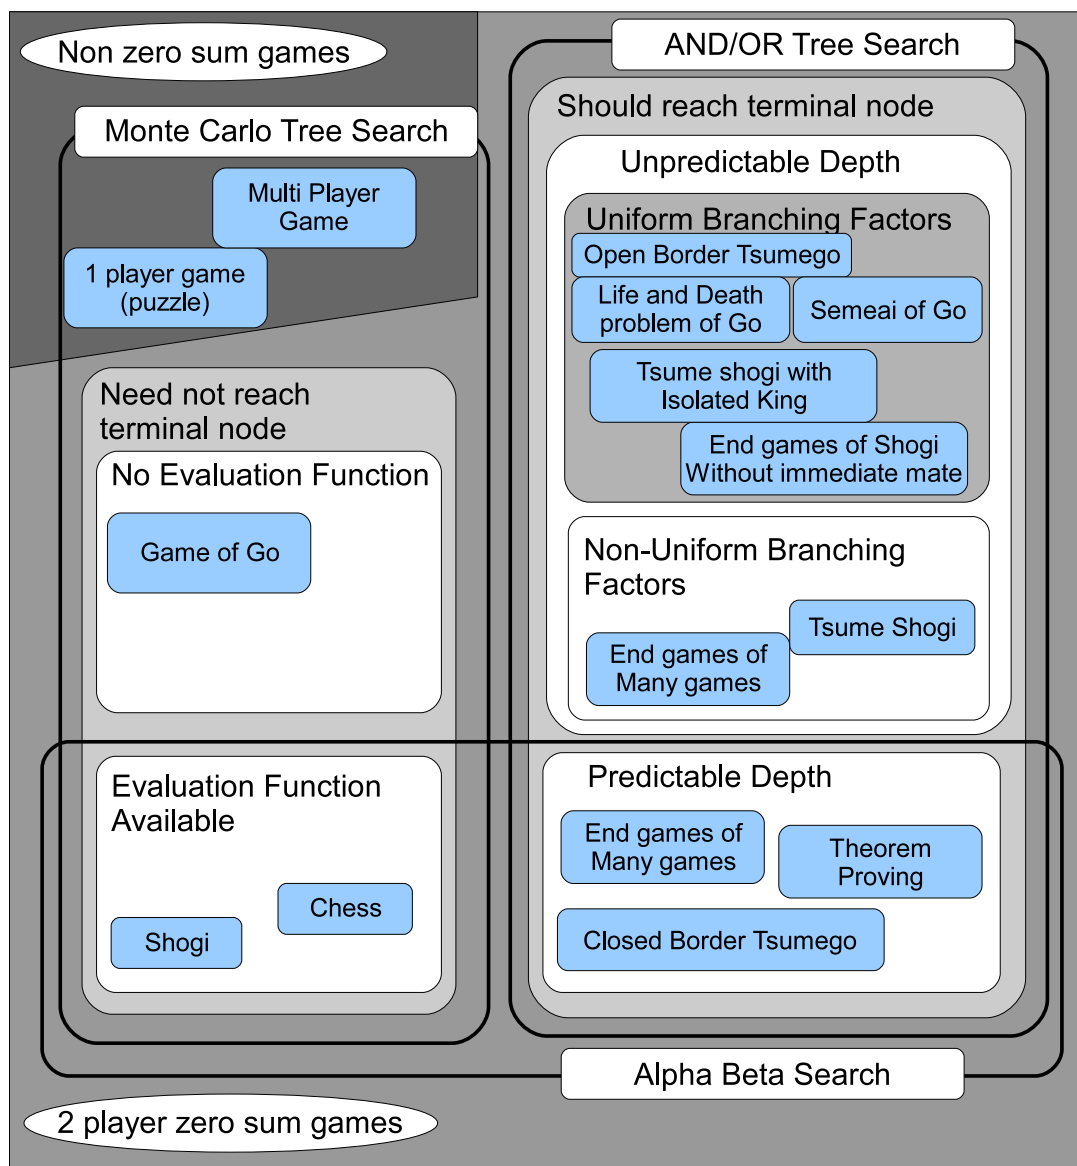 Non zero sum games
Monte Carlo Tree Search
Multi Player
Game
1 player game
(puzzle)
Need not reach
terminal node
No Evaluation Function
Game of Go
Evaluation Function
Available
Chess
Shogi
AND/OR Tree Search
Should reach terminal node
Unpredictable Depth
Uniform Branching Factors
Open Border Tsumego
Life and Death
problem of Go
Semeai of Go
Tsume shogi with
Isolated King
End games of Shogi
Without immediate mate
Non-Uniform Branching
Factors
Tsume Shogi
End games of
Many games
Predictable Depth
End games of
Many games
Theorem
Proving
Closed Border Tsumego
Alpha Beta Search
2 player zero sum games